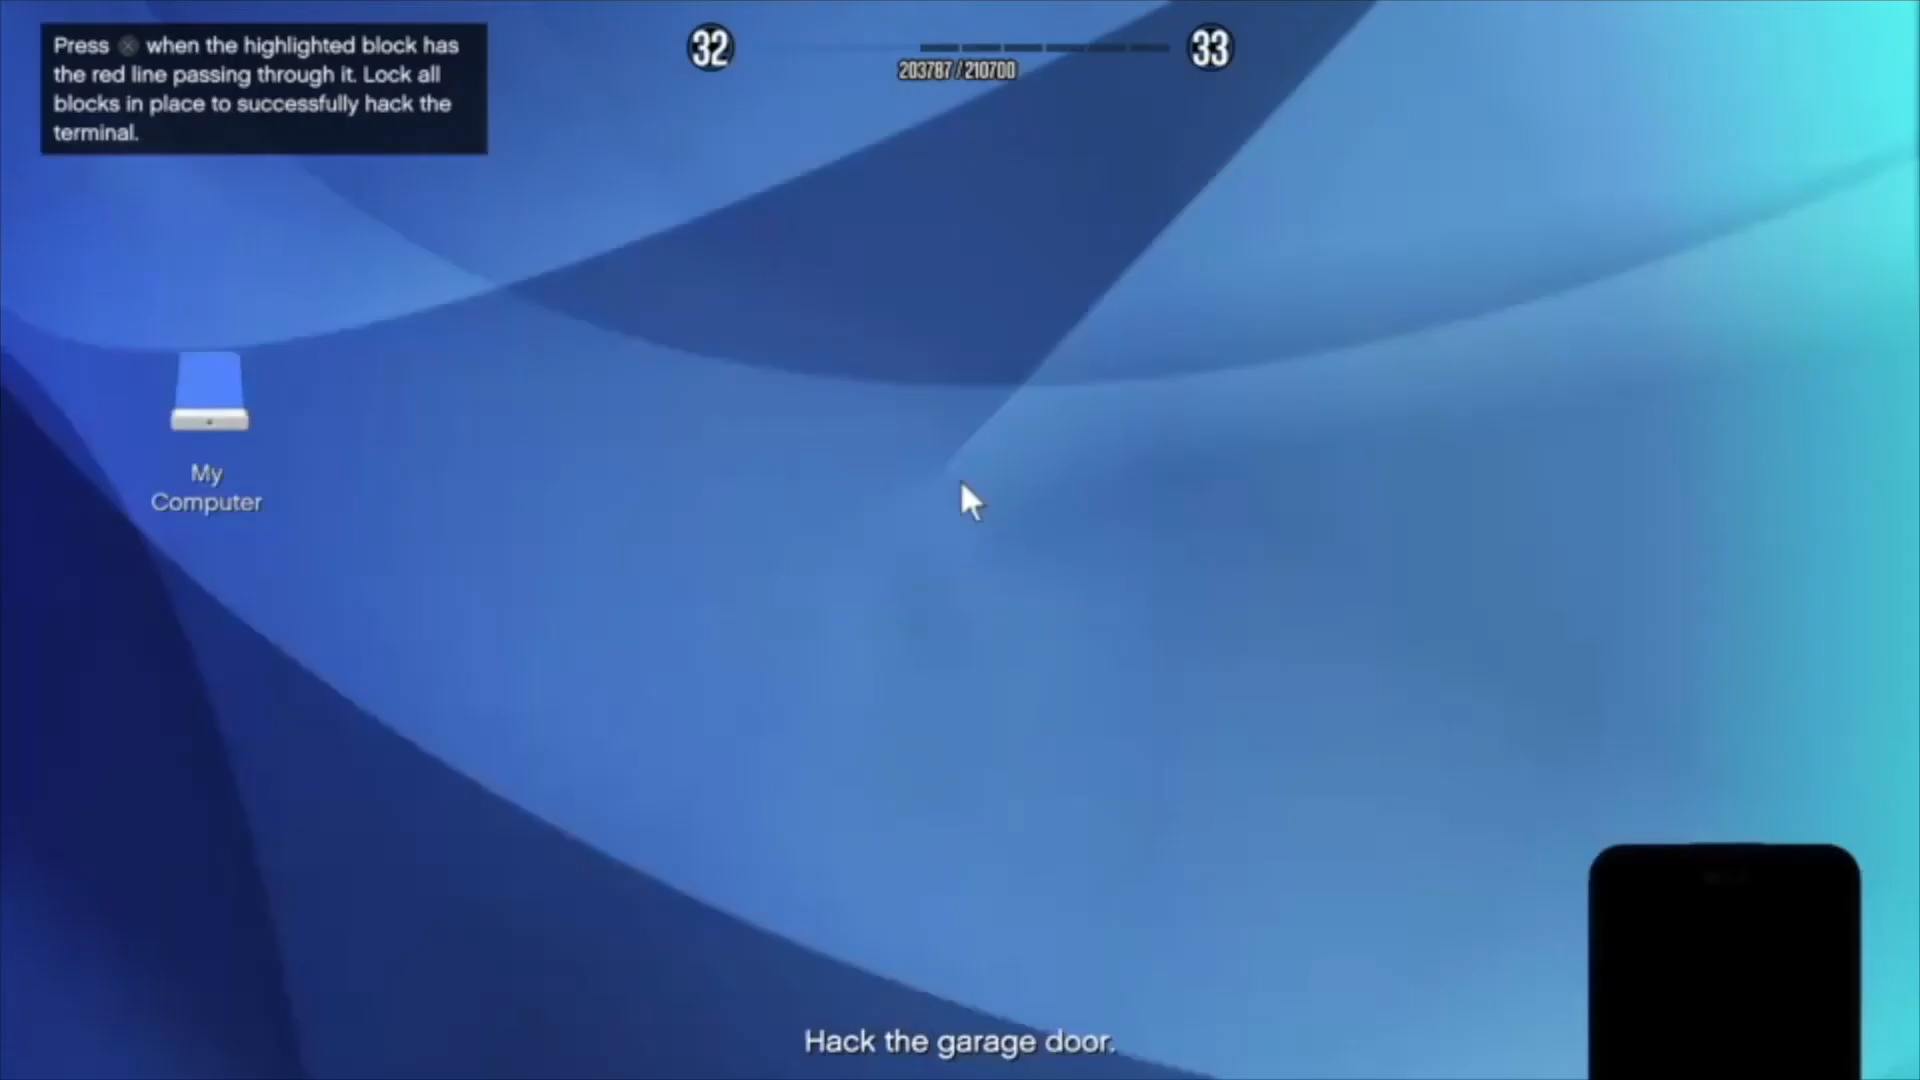 Press ⊗ when the highlighted block has
the red line passing through it. Lock all
blocks in place to successfully hack the
terminal.
32
33
203787 / 210700
My
Computer
Hack the garage door.